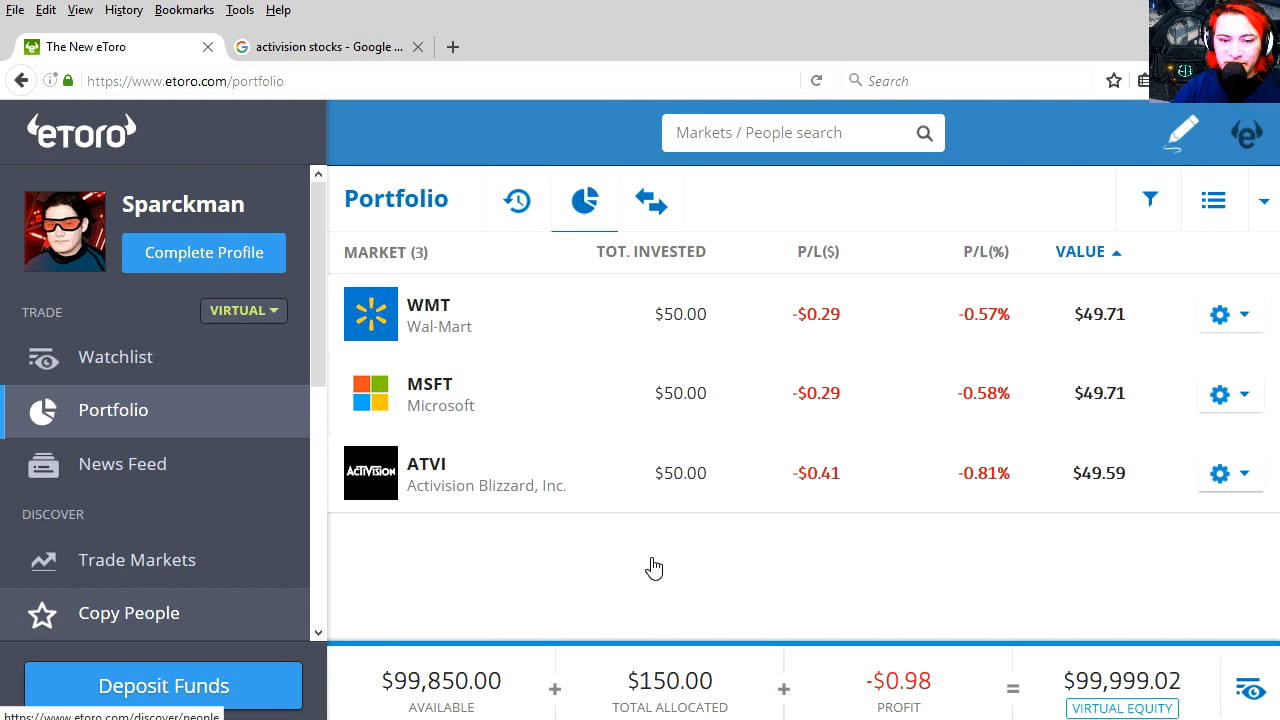 File Edit View History Bookmarks Tools Help
The New eToro
activision stocks - Google ...
https://www.etoro.com/portfolio
Search
eToro
Markets / People search
Sparckman
Complete Profile
Portfolio
TRADE
VIRTUAL
MARKET (3) TOT. INVESTED P/L($) P/L(%) VALUE
Watchlist
Portfolio
News Feed
DISCOVER
Trade Markets
Copy People
Deposit Funds
https://www.etoro.com/discover/people
WMT
Wal-Mart
$50.00 -$0.29 -0.57% $49.71
MSFT
Microsoft
$50.00 -$0.29 -0.58% $49.71
ACTIVISION
ATVI
Activision Blizzard, Inc.
$50.00 -$0.41 -0.81% $49.59
$99,850.00 + $150.00 + -$0.98 = $99,999.02
AVAILABLE TOTAL ALLOCATED PROFIT VIRTUAL EQUITY